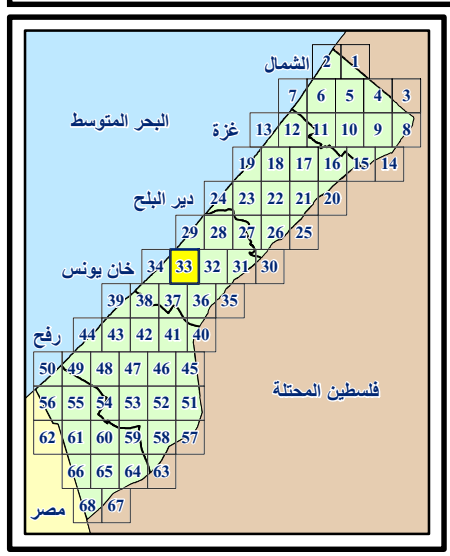 الشمال 2 1
7 6 5 4 3
البحر المتوسط
غزة 13 12 11 10 9 8
19 18 17 16 15 14
دير البلح 24 23 22 21 20
29 28 27 26 25
خان يونس 34 33 32 31 30
39 38 37 36 35
رفح 44 43 42 41 40
50 49 48 47 46 45
فلسطين المحتلة
56 55 54 53 52 51
62 61 60 59 58 57
66 65 64 63
مصر 68 67